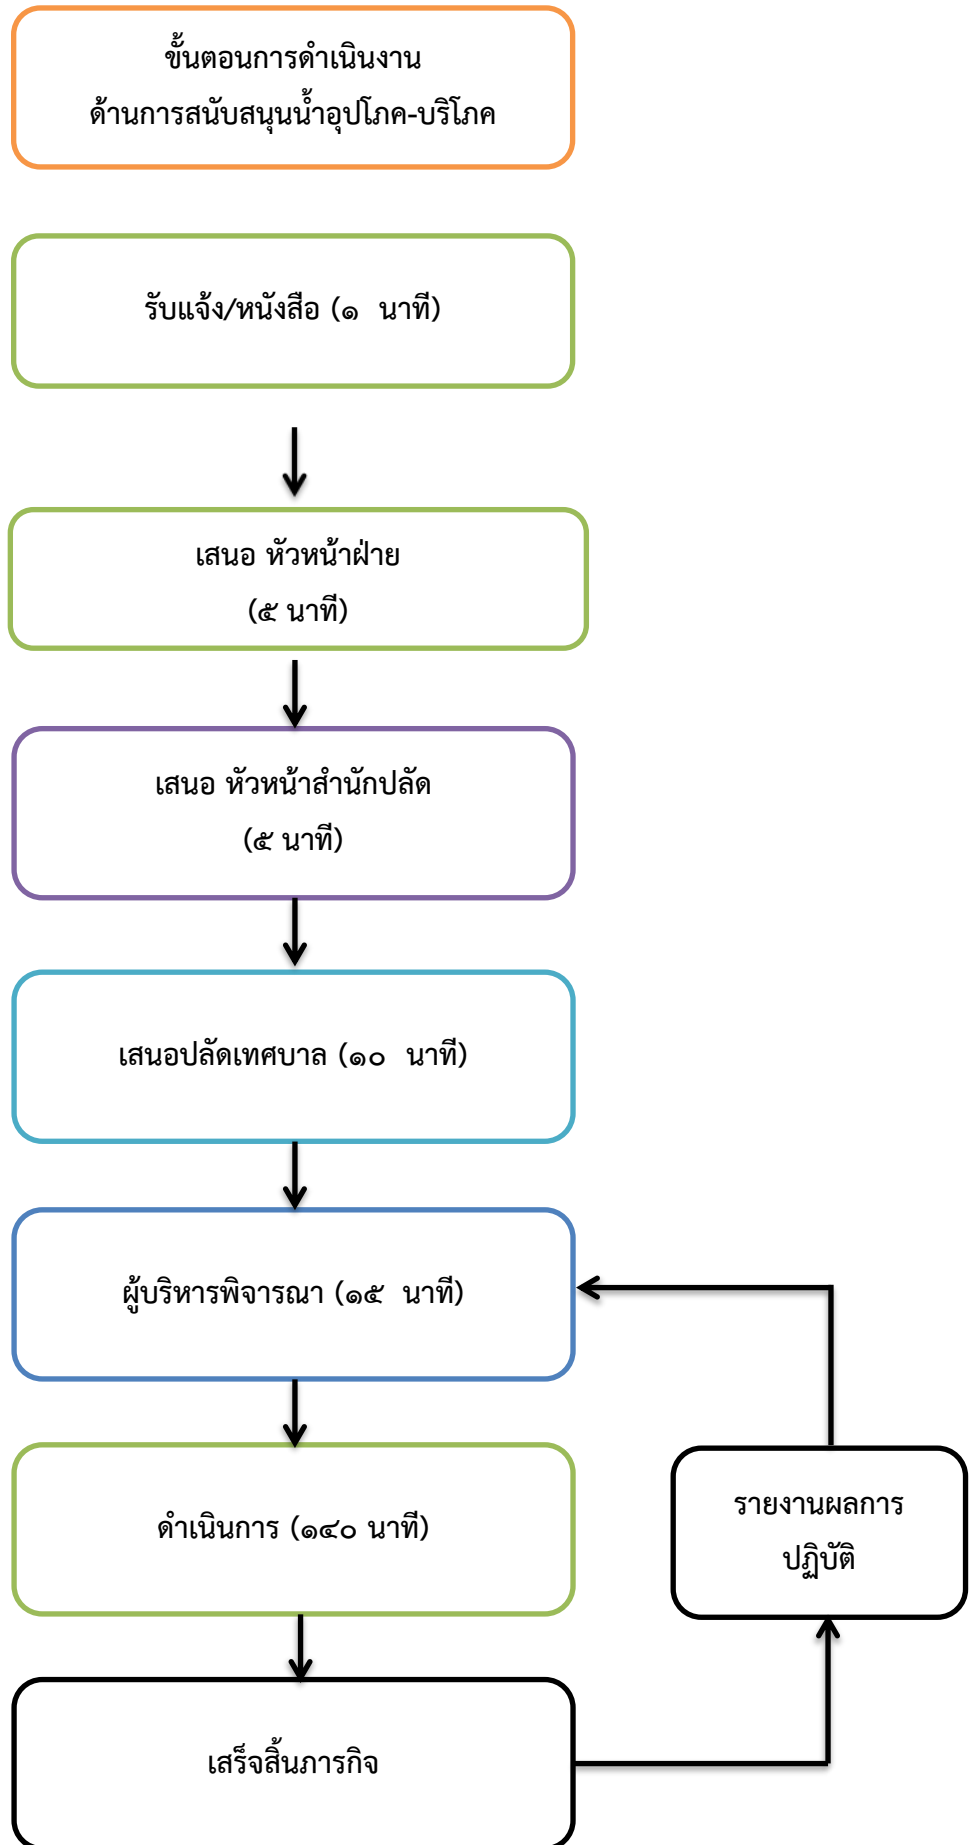 ขั้นตอนการดำเนินงาน
ด้านการสนับสนุนน้ำอุปโภค-บริโภค
รับแจ้ง/หนังสือ (๑ นาที)
เสนอ หัวหน้าฝ่าย
(๕ นาที)
เสนอ หัวหน้าสำนักปลัด
(๕ นาที)
เสนอปลัดเทศบาล (๑๐ นาที)
ผู้บริหารพิจารณา (๑๕ นาที)
ดำเนินการ (๑๔๐ นาที)
รายงานผลการ
ปฏิบัติ
เสร็จสิ้นภารกิจ